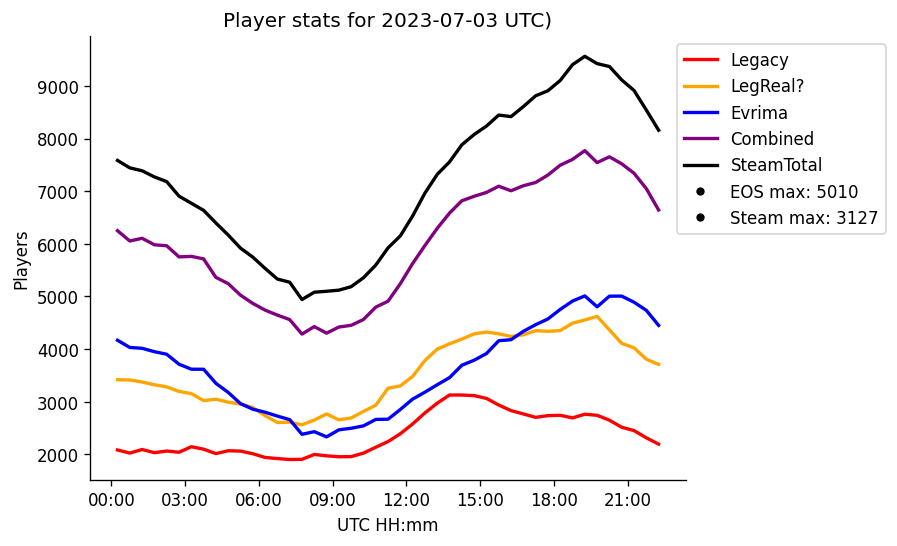 Player stats for 2023-07-03 UTC)
Players
9000
8000
7000
6000
5000
4000
3000
2000
00:00 03:00 06:00 09:00 12:00 15:00 18:00 21:00
UTC HH:mm
Legacy
LegReal?
Evrima
Combined
SteamTotal
EOS max: 5010
Steam max: 3127